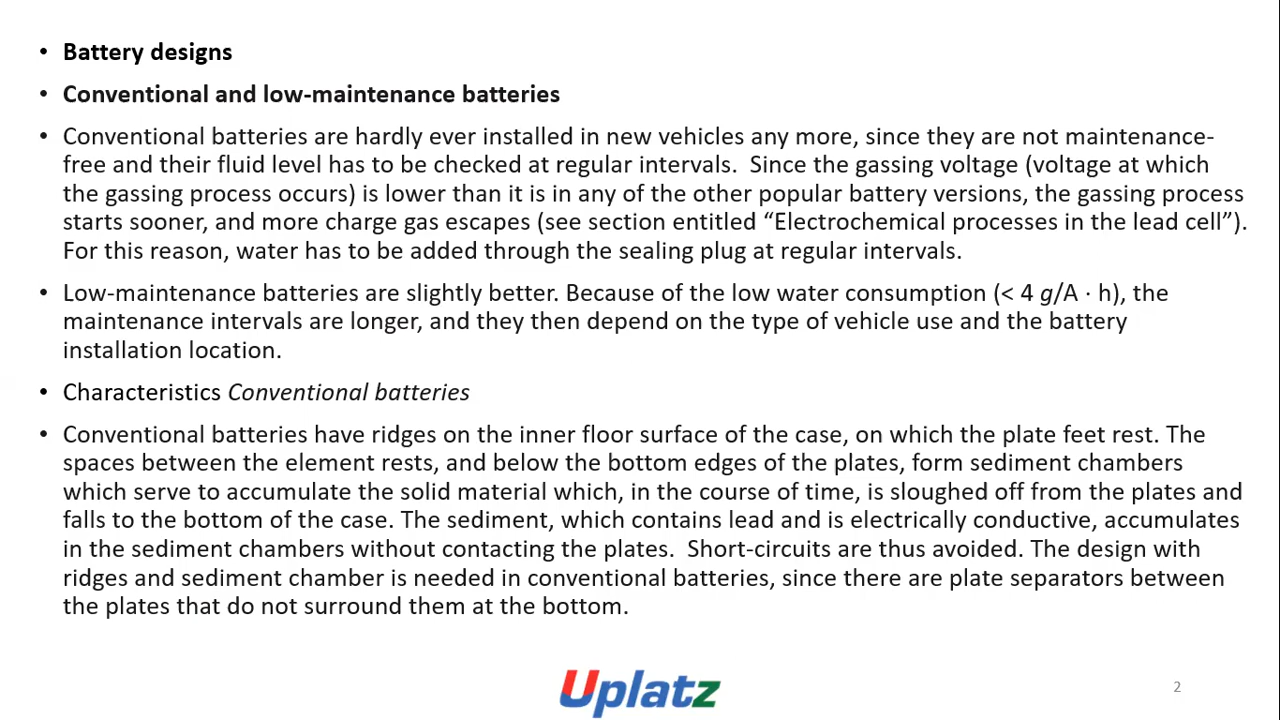 • Battery designs
• Conventional and low-maintenance batteries
• Conventional batteries are hardly ever installed in new vehicles any more, since they are not maintenance-
free and their fluid level has to be checked at regular intervals.  Since the gassing voltage (voltage at which
the gassing process occurs) is lower than it is in any of the other popular battery versions, the gassing process
starts sooner, and more charge gas escapes (see section entitled “Electrochemical processes in the lead cell”).
For this reason, water has to be added through the sealing plug at regular intervals.
• Low-maintenance batteries are slightly better. Because of the low water consumption (< 4 g/A · h), the
maintenance intervals are longer, and they then depend on the type of vehicle use and the battery
installation location.
• Characteristics Conventional batteries
• Conventional batteries have ridges on the inner floor surface of the case, on which the plate feet rest. The
spaces between the element rests, and below the bottom edges of the plates, form sediment chambers
which serve to accumulate the solid material which, in the course of time, is sloughed off from the plates and
falls to the bottom of the case. The sediment, which contains lead and is electrically conductive, accumulates
in the sediment chambers without contacting the plates.  Short-circuits are thus avoided. The design with
ridges and sediment chamber is needed in conventional batteries, since there are plate separators between
the plates that do not surround them at the bottom.
Uplatz
2